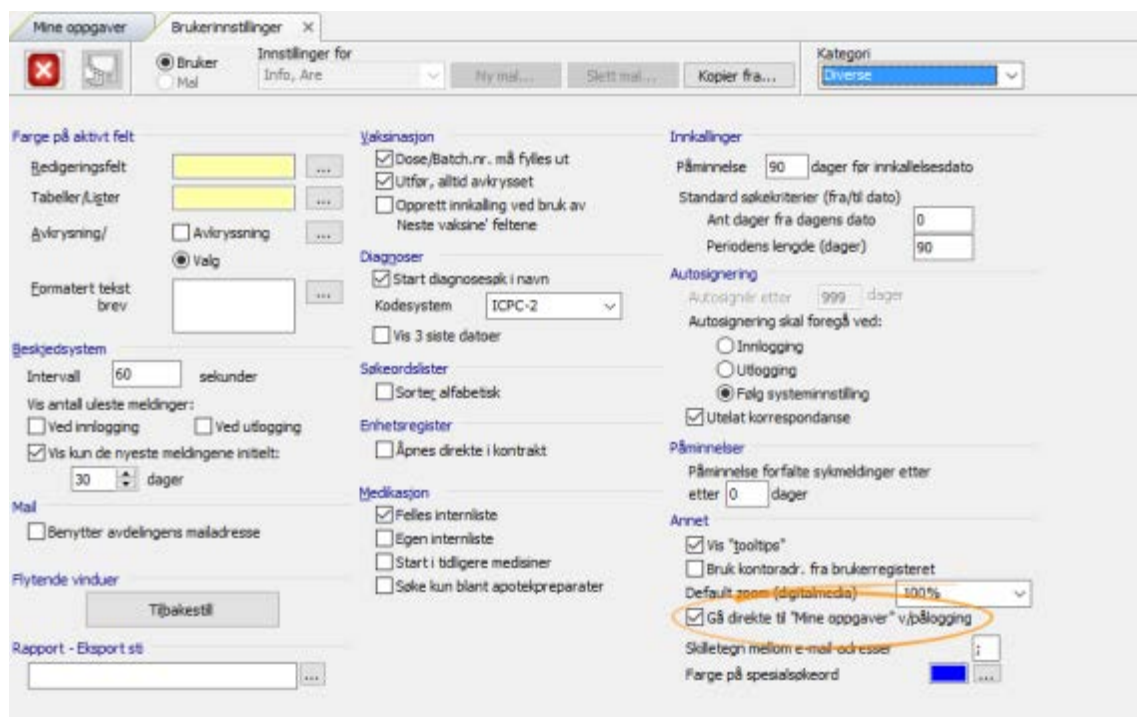 Mine oppgaver
Brukerinnstillinger
Bruker
Mal
Innstillinger for
Info, Are
Ny mal...
Slett mal...
Kopier fra...
Kategori
Diverse
Farge på aktivt felt
Redigeringsfelt
...
Tabeller/Lister
...
Avkrysning/
Avkryssning
...
Valg
Formatert tekst
brev
...
Beskjedsystem
Intervall 60 sekunder
Vis antall uleste meldinger:
Ved innlogging Ved utlogging
Vis kun de nyeste meldingene initielt:
30 dager
Mail
Benytter avdelingens mailadresse
Flytende vinduer
Tilbakestill
Rapport - Eksport sti
...
Vaksinasjon
Dose/Batch.nr. må fylles ut
Utfør, alltid avkrysset
Opprett innkalling ved bruk av
Neste vaksine' feltene
Diagnoser
Start diagnosesøk i navn
Kodesystem ICPC-2
Vis 3 siste datoer
Søkeordslister
Sorter alfabetisk
Enhetsregister
Åpnes direkte i kontrakt
Medikasjon
Felles internliste
Egen internliste
Start i tidligere medisiner
Søke kun blant apotekpreparater
Innkallinger
Påminnelse 90 dager før innkallelsesdato
Standard søkekriterier (fra/til dato)
Ant dager fra dagens dato 0
Periodens lengde (dager) 90
Autosignering
Autosignér etter 999 dager
Autosignering skal foregå ved:
Innlogging
Utlogging
Følg systeminnstilling
Utelat korrespondanse
Påminnelser
Påminnelse forfalte sykmeldinger etter
etter 0 dager
Annet
Vis "tooltips"
Bruk kontoradr. fra brukerregisteret
Default zoom (digitalmedia) 100%
Gå direkte til "Mine oppgaver" v/pålogging
Skilletegn mellom e-mail adresser ;
Farge på spesialsøkeord ...